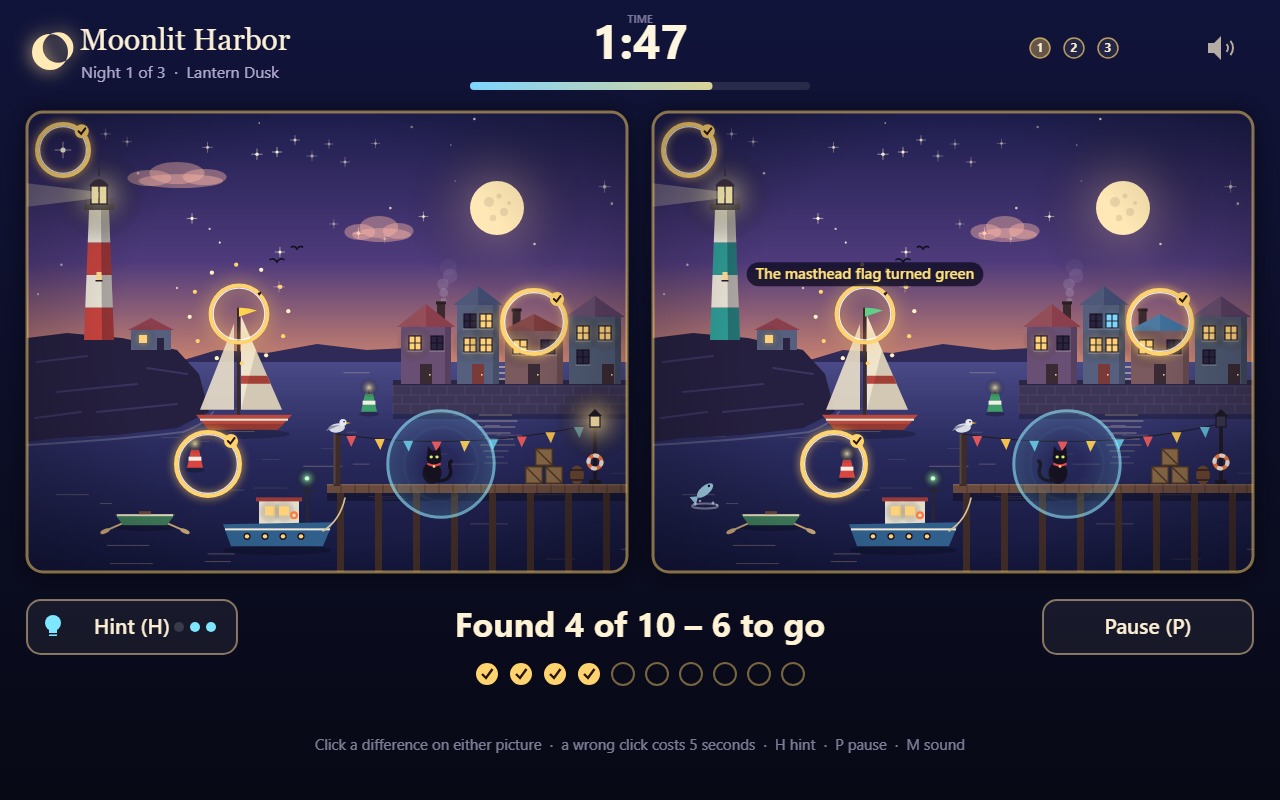 Moonlit Harbor
Night 1 of 3 · Lantern Dusk
TIME
1:47
1 2 3
The masthead flag turned green
Hint (H)
Found 4 of 10 – 6 to go
Pause (P)
Click a difference on either picture · a wrong click costs 5 seconds · H hint · P pause · M sound